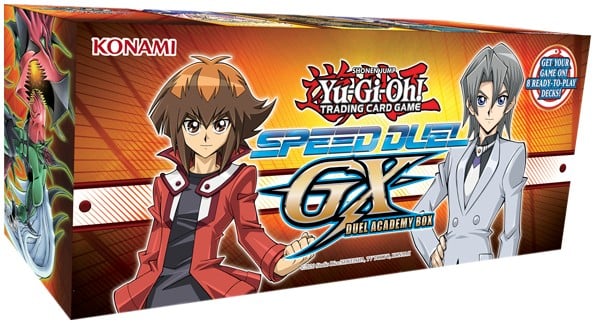 KONAMI
SHONEN JUMP
Yu-Gi-Oh!
TRADING CARD GAME
SPEED DUEL
GX
DUEL ACADEMY BOX
GET YOUR
GAME ON!
8 READY-TO-PLAY
DECKS!